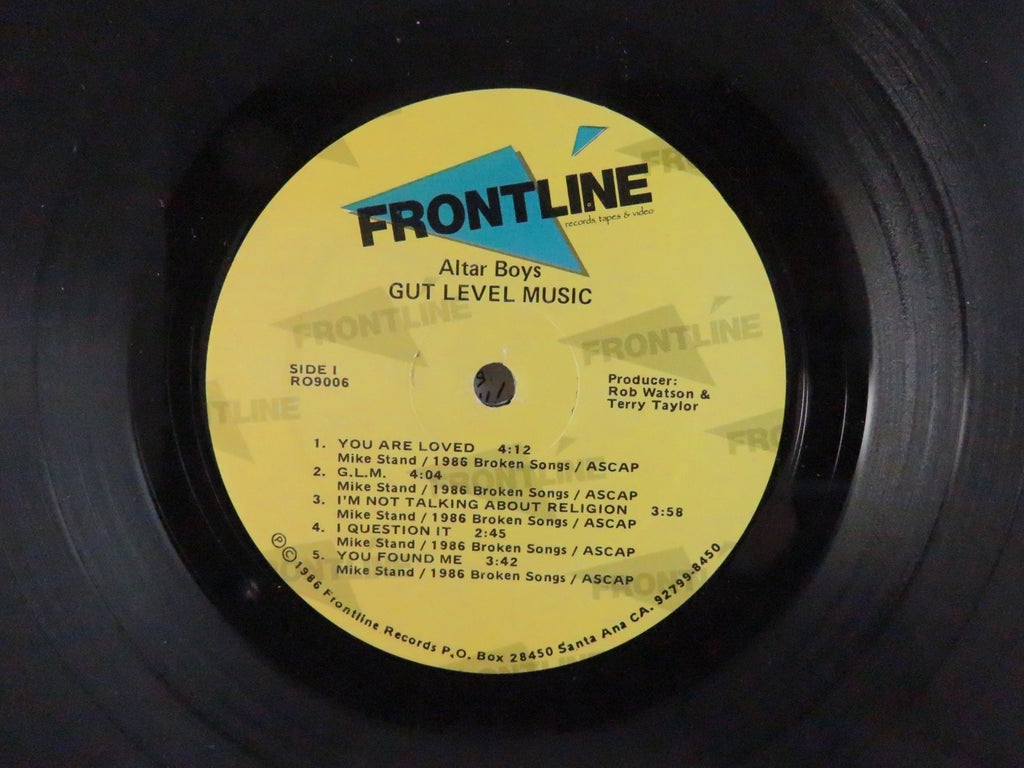 FRONTLINE
records, tapes & video
Altar Boys
GUT LEVEL MUSIC
SIDE I
RO9006
Producer:
Rob Watson &
Terry Taylor
1. YOU ARE LOVED 4:12
Mike Stand / 1986 Broken Songs / ASCAP
2. G.L.M. 4:04
Mike Stand / 1986 Broken Songs / ASCAP
3. I'M NOT TALKING ABOUT RELIGION 3:58
Mike Stand / 1986 Broken Songs / ASCAP
4. I QUESTION IT 2:45
Mike Stand / 1986 Broken Songs / ASCAP
5. YOU FOUND ME 3:42
Mike Stand / 1986 Broken Songs / ASCAP
Ⓟ©1986 Frontline Records P.O. Box 28450 Santa Ana CA. 92799-8450